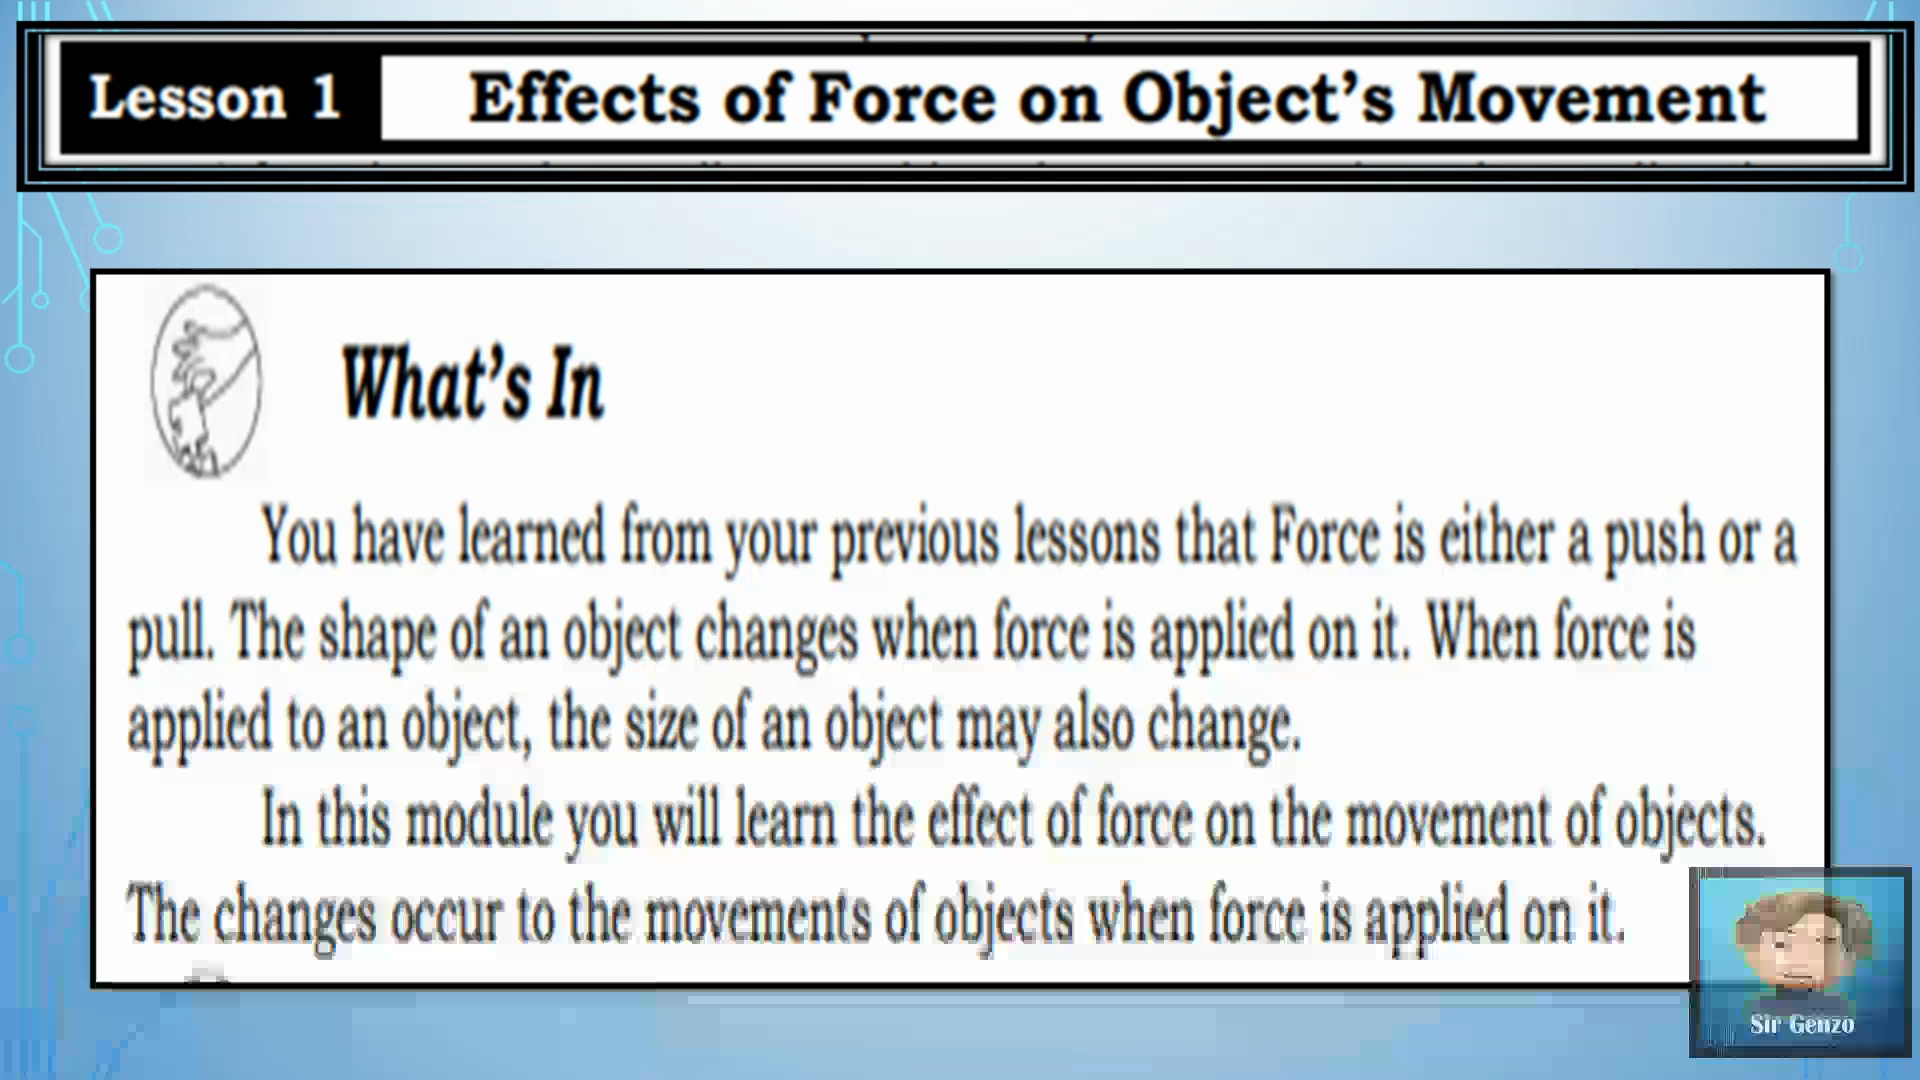 Lesson 1
Effects of Force on Object's Movement
What's In
You have learned from your previous lessons that Force is either a push or a
pull. The shape of an object changes when force is applied on it. When force is
applied to an object, the size of an object may also change.
In this module you will learn the effect of force on the movement of objects.
The changes occur to the movements of objects when force is applied on it.
Sir Genzo